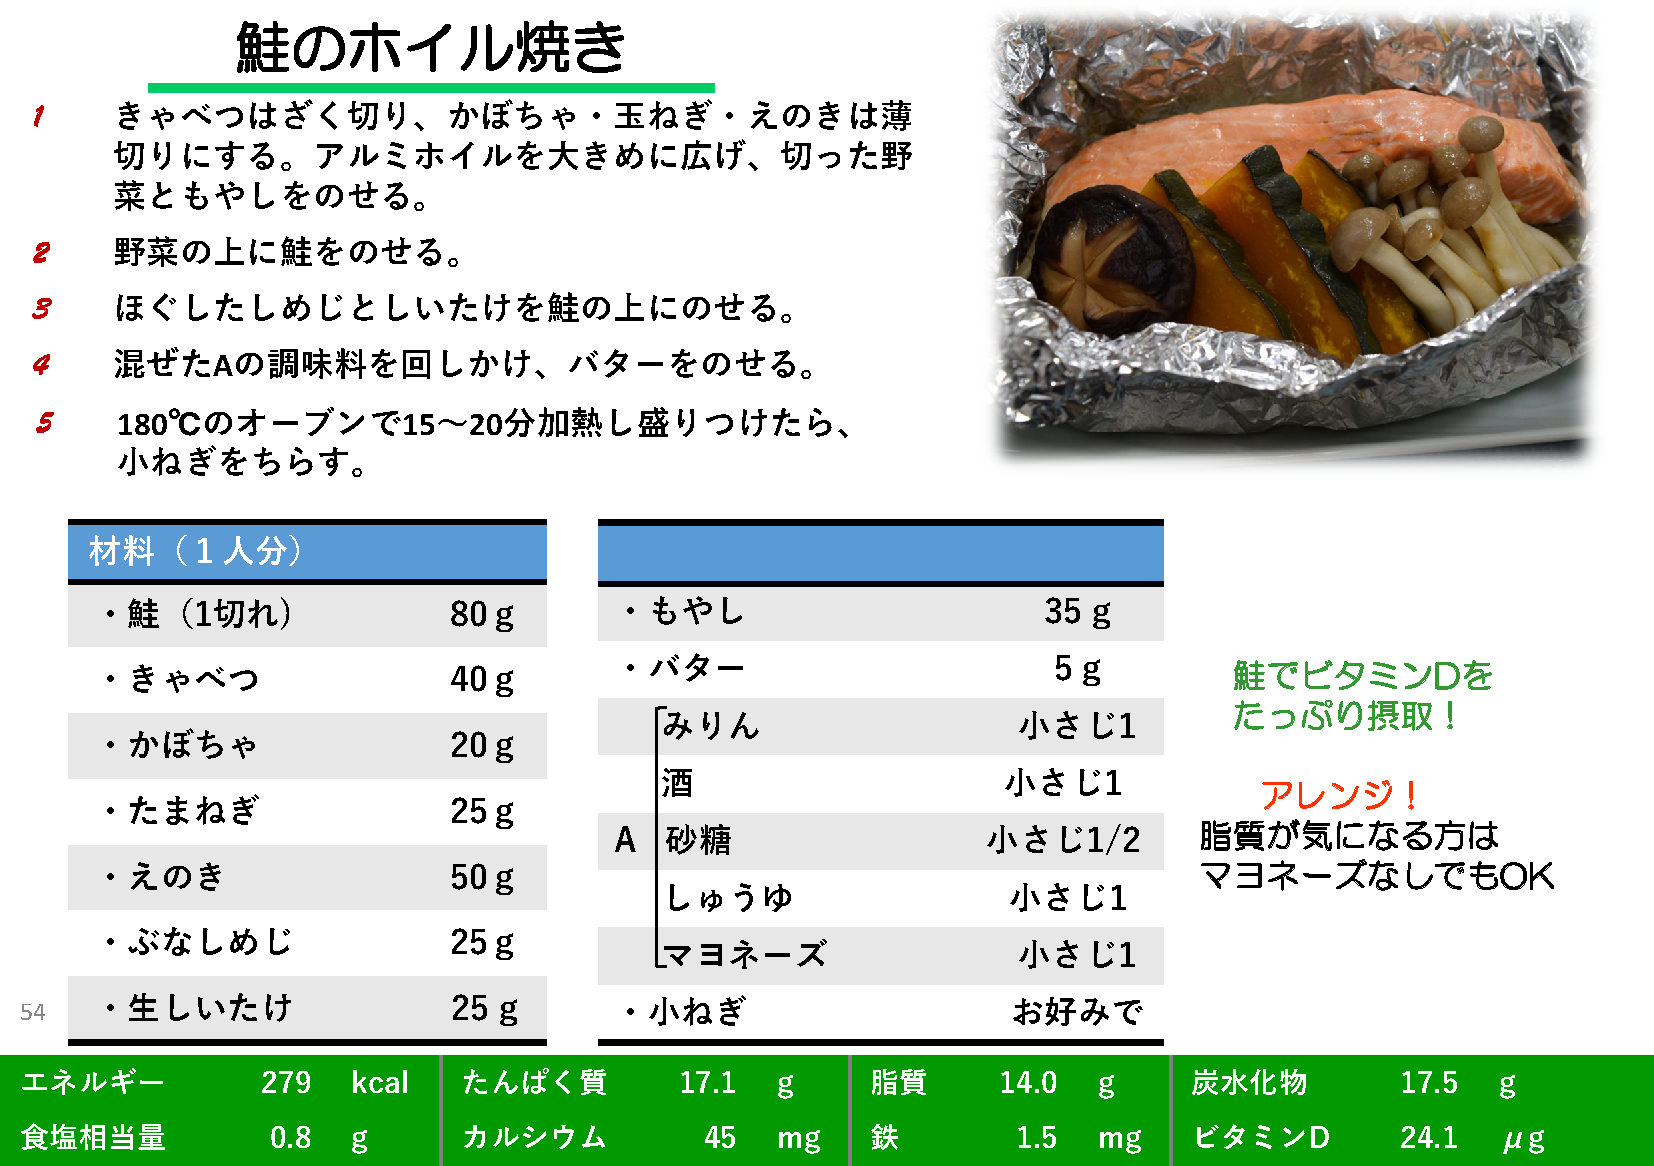 鮭のホイル焼き
1 きゃべつはざく切り、かぼちゃ・玉ねぎ・えのきは薄
切りにする。アルミホイルを大きめに広げ、切った野
菜ともやしをのせる。
2 野菜の上に鮭をのせる。
3 ほぐしたしめじとしいたけを鮭の上にのせる。
4 混ぜたAの調味料を回しかけ、バターをのせる。
5 180℃のオーブンで15～20分加熱し盛りつけたら、
小ねぎをちらす。
材料（１人分）
・鮭（1切れ） 80ｇ
・きゃべつ 40ｇ
・かぼちゃ 20ｇ
・たまねぎ 25ｇ
・えのき 50ｇ
・ぶなしめじ 25ｇ
・生しいたけ 25 ｇ
・もやし 35 ｇ
・バター 5 ｇ
A
みりん 小さじ1
酒 小さじ1
砂糖 小さじ1/2
しゅうゆ 小さじ1
マヨネーズ 小さじ1
・小ねぎ お好みで
鮭でビタミンDを
たっぷり摂取！
アレンジ！
脂質が気になる方は
マヨネーズなしでもOK
54
エネルギー 279 kcal たんぱく質 17.1 g 脂質 14.0 g 炭水化物 17.5 g
食塩相当量 0.8 g カルシウム 45 mg 鉄 1.5 mg ビタミンD 24.1 μg